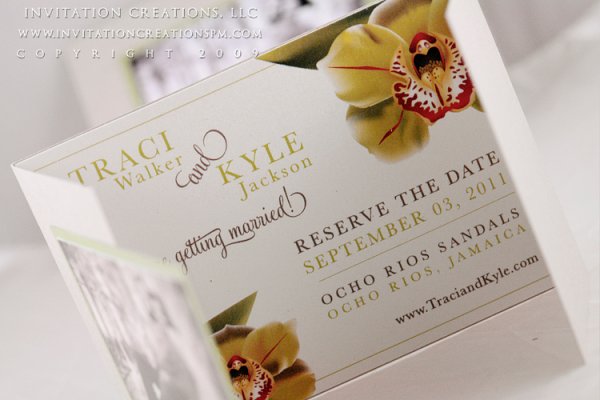 INVITATION CREATIONS, LLC
WWW.INVITATIONCREATIONSPM.COM
COPYRIGHT 2009
TRACI and KYLE
Walker Jackson
getting married!
RESERVE THE DATE
SEPTEMBER 03, 2011
OCHO RIOS SANDALS
OCHO RIOS, JAMAICA
www.TraciandKyle.com